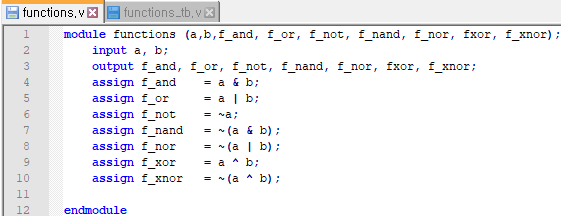 functions.v functions_tb.v
1 module functions (a,b,f_and, f_or, f_not, f_nand, f_nor, fxor, f_xnor);
2 input a, b;
3 output f_and, f_or, f_not, f_nand, f_nor, fxor, f_xnor;
4 assign f_and = a & b;
5 assign f_or = a | b;
6 assign f_not = ~a;
7 assign f_nand = ~(a & b);
8 assign f_nor = ~(a | b);
9 assign f_xor = a ^ b;
10 assign f_xnor = ~(a ^ b);
11
12 endmodule